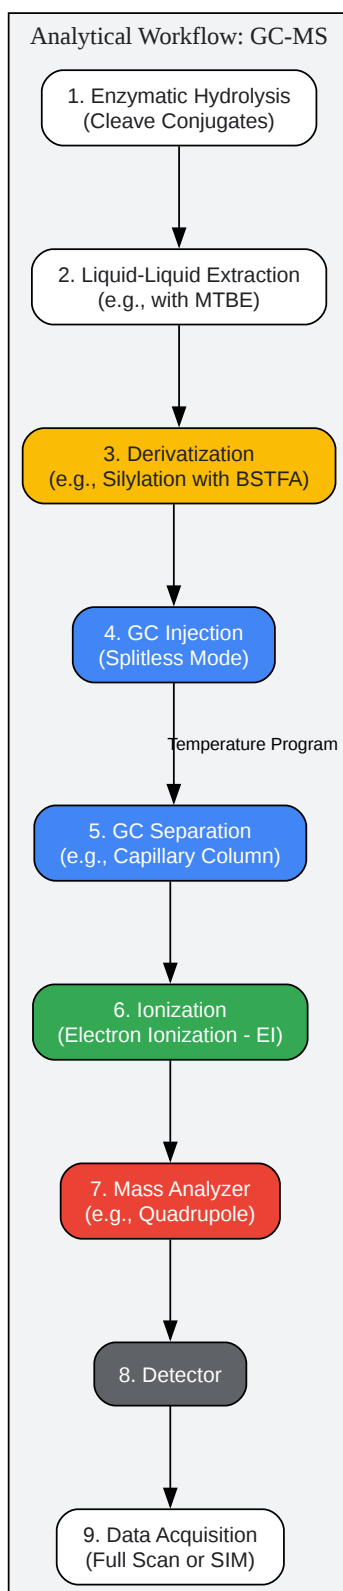 Analytical Workflow: GC-MS
1. Enzymatic Hydrolysis
(Cleave Conjugates)
2. Liquid-Liquid Extraction
(e.g., with MTBE)
3. Derivatization
(e.g., Silylation with BSTFA)
4. GC Injection
(Splitless Mode)
Temperature Program
5. GC Separation
(e.g., Capillary Column)
6. Ionization
(Electron Ionization - EI)
7. Mass Analyzer
(e.g., Quadrupole)
8. Detector
9. Data Acquisition
(Full Scan or SIM)